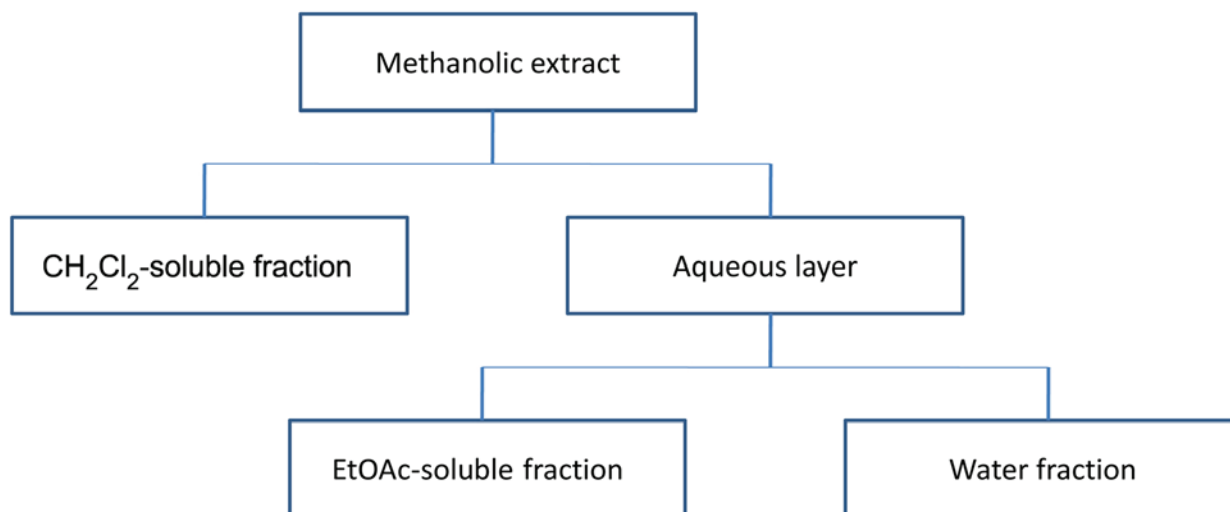 Methanolic extract
CH₂Cl₂-soluble fraction
Aqueous layer
EtOAc-soluble fraction
Water fraction